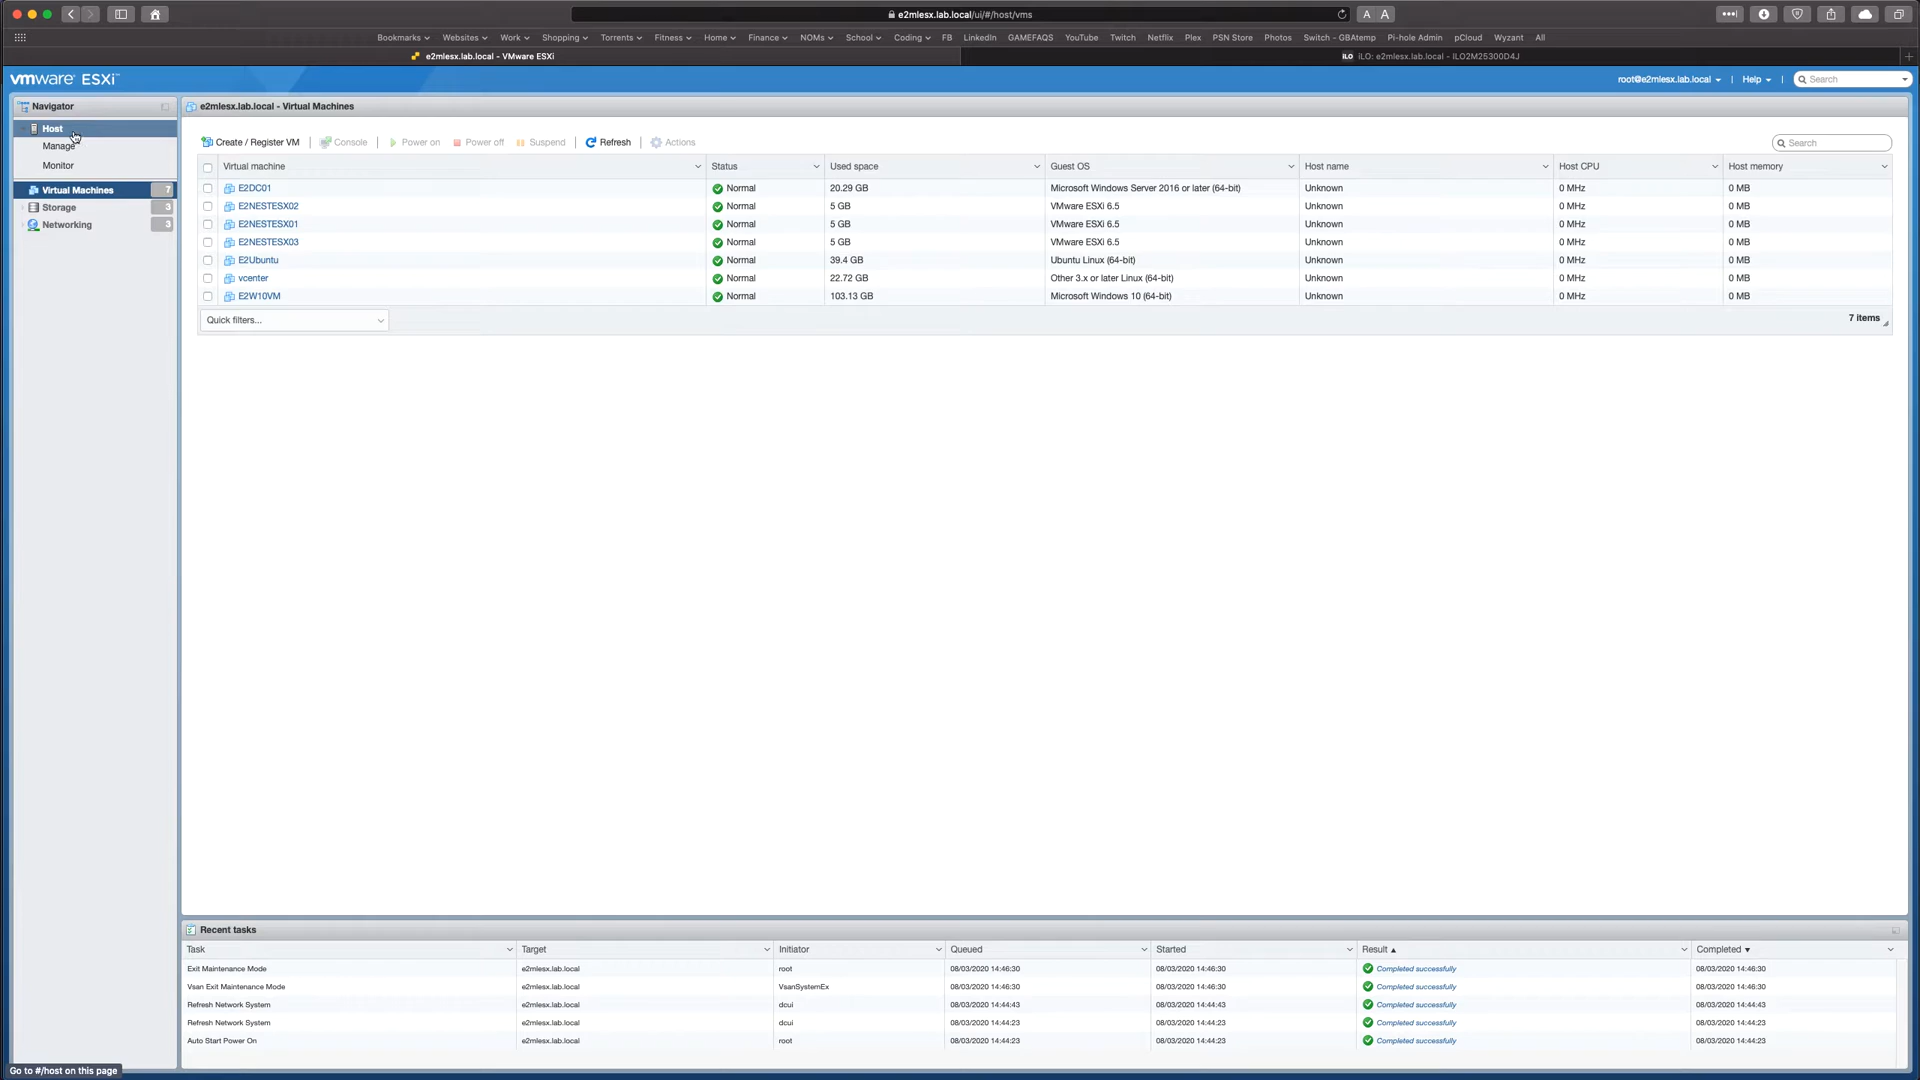 e2mlesx.lab.local/ui/#/host/vms
A A
Bookmarks Websites Work Shopping Torrents Fitness Home Finance NOMs School Coding FB LinkedIn GAMEFAQS YouTube Twitch Netflix Plex PSN Store Photos Switch - GBAtemp Pi-hole Admin pCloud Wyzant All
e2mlesx.lab.local - VMware ESXi
iLO iLO: e2mlesx.lab.local - ILO2M25300D4J
vmware ESXi™
root@e2mlesx.lab.local | Help | Search
Navigator
Host
Manage
Monitor
Virtual Machines 7
Storage 3
Networking 3
e2mlesx.lab.local - Virtual Machines
Create / Register VM | Console | Power on Power off Suspend | Refresh | Actions
Search
Virtual machine Status Used space Guest OS Host name Host CPU Host memory
E2DC01 Normal 20.29 GB Microsoft Windows Server 2016 or later (64-bit) Unknown 0 MHz 0 MB
E2NESTESX02 Normal 5 GB VMware ESXi 6.5 Unknown 0 MHz 0 MB
E2NESTESX01 Normal 5 GB VMware ESXi 6.5 Unknown 0 MHz 0 MB
E2NESTESX03 Normal 5 GB VMware ESXi 6.5 Unknown 0 MHz 0 MB
E2Ubuntu Normal 39.4 GB Ubuntu Linux (64-bit) Unknown 0 MHz 0 MB
vcenter Normal 22.72 GB Other 3.x or later Linux (64-bit) Unknown 0 MHz 0 MB
E2W10VM Normal 103.13 GB Microsoft Windows 10 (64-bit) Unknown 0 MHz 0 MB
Quick filters...
7 items
Recent tasks
Task Target Initiator Queued Started Result Completed
Exit Maintenance Mode e2mlesx.lab.local root 08/03/2020 14:46:30 08/03/2020 14:46:30 Completed successfully 08/03/2020 14:46:30
Vsan Exit Maintenance Mode e2mlesx.lab.local VsanSystemEx 08/03/2020 14:46:30 08/03/2020 14:46:30 Completed successfully 08/03/2020 14:46:30
Refresh Network System e2mlesx.lab.local dcui 08/03/2020 14:44:43 08/03/2020 14:44:43 Completed successfully 08/03/2020 14:44:43
Refresh Network System e2mlesx.lab.local dcui 08/03/2020 14:44:23 08/03/2020 14:44:23 Completed successfully 08/03/2020 14:44:23
Auto Start Power On e2mlesx.lab.local root 08/03/2020 14:44:23 08/03/2020 14:44:23 Completed successfully 08/03/2020 14:44:23
Go to #/host on this page